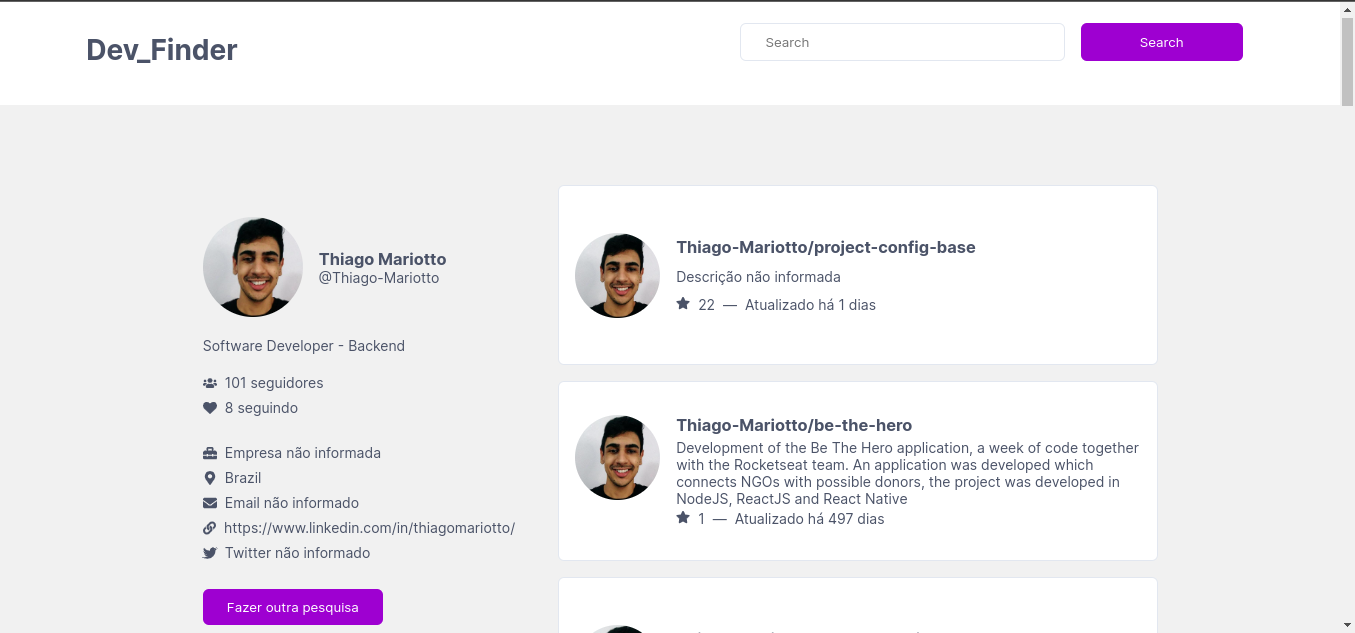 Dev_Finder
Search
Search
Thiago Mariotto
@Thiago-Mariotto
Software Developer - Backend
101 seguidores
8 seguindo
Empresa não informada
Brazil
Email não informado
https://www.linkedin.com/in/thiagomariotto/
Twitter não informado
Fazer outra pesquisa
Thiago-Mariotto/project-config-base
Descrição não informada
22 — Atualizado há 1 dias
Thiago-Mariotto/be-the-hero
Development of the Be The Hero application, a week of code together
with the Rocketseat team. An application was developed which
connects NGOs with possible donors, the project was developed in
NodeJS, ReactJS and React Native
1 — Atualizado há 497 dias